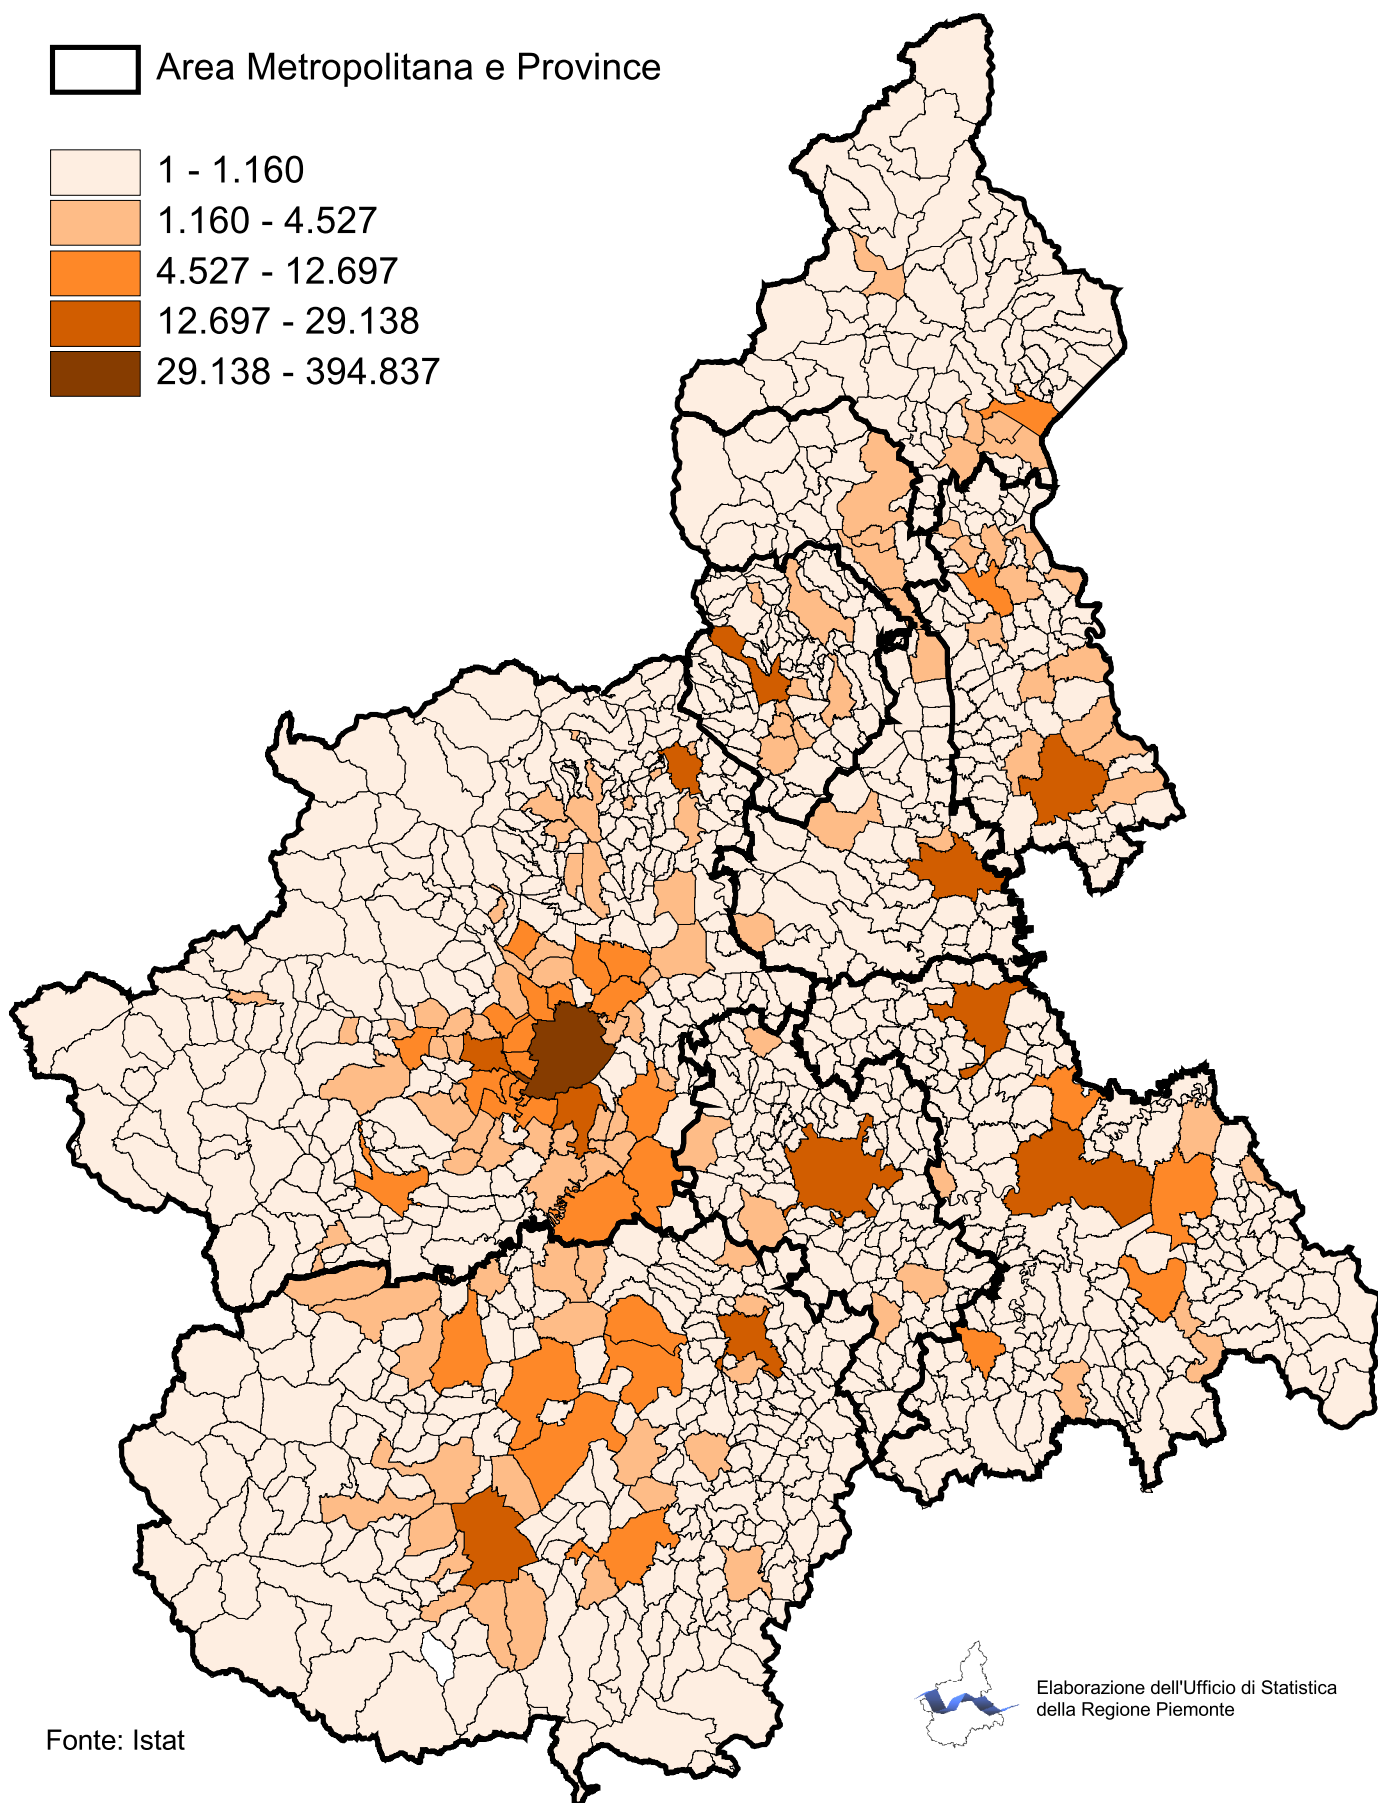 Area Metropolitana e Province
1 - 1.160
1.160 - 4.527
4.527 - 12.697
12.697 - 29.138
29.138 - 394.837
Elaborazione dell'Ufficio di Statistica
della Regione Piemonte
Fonte: Istat